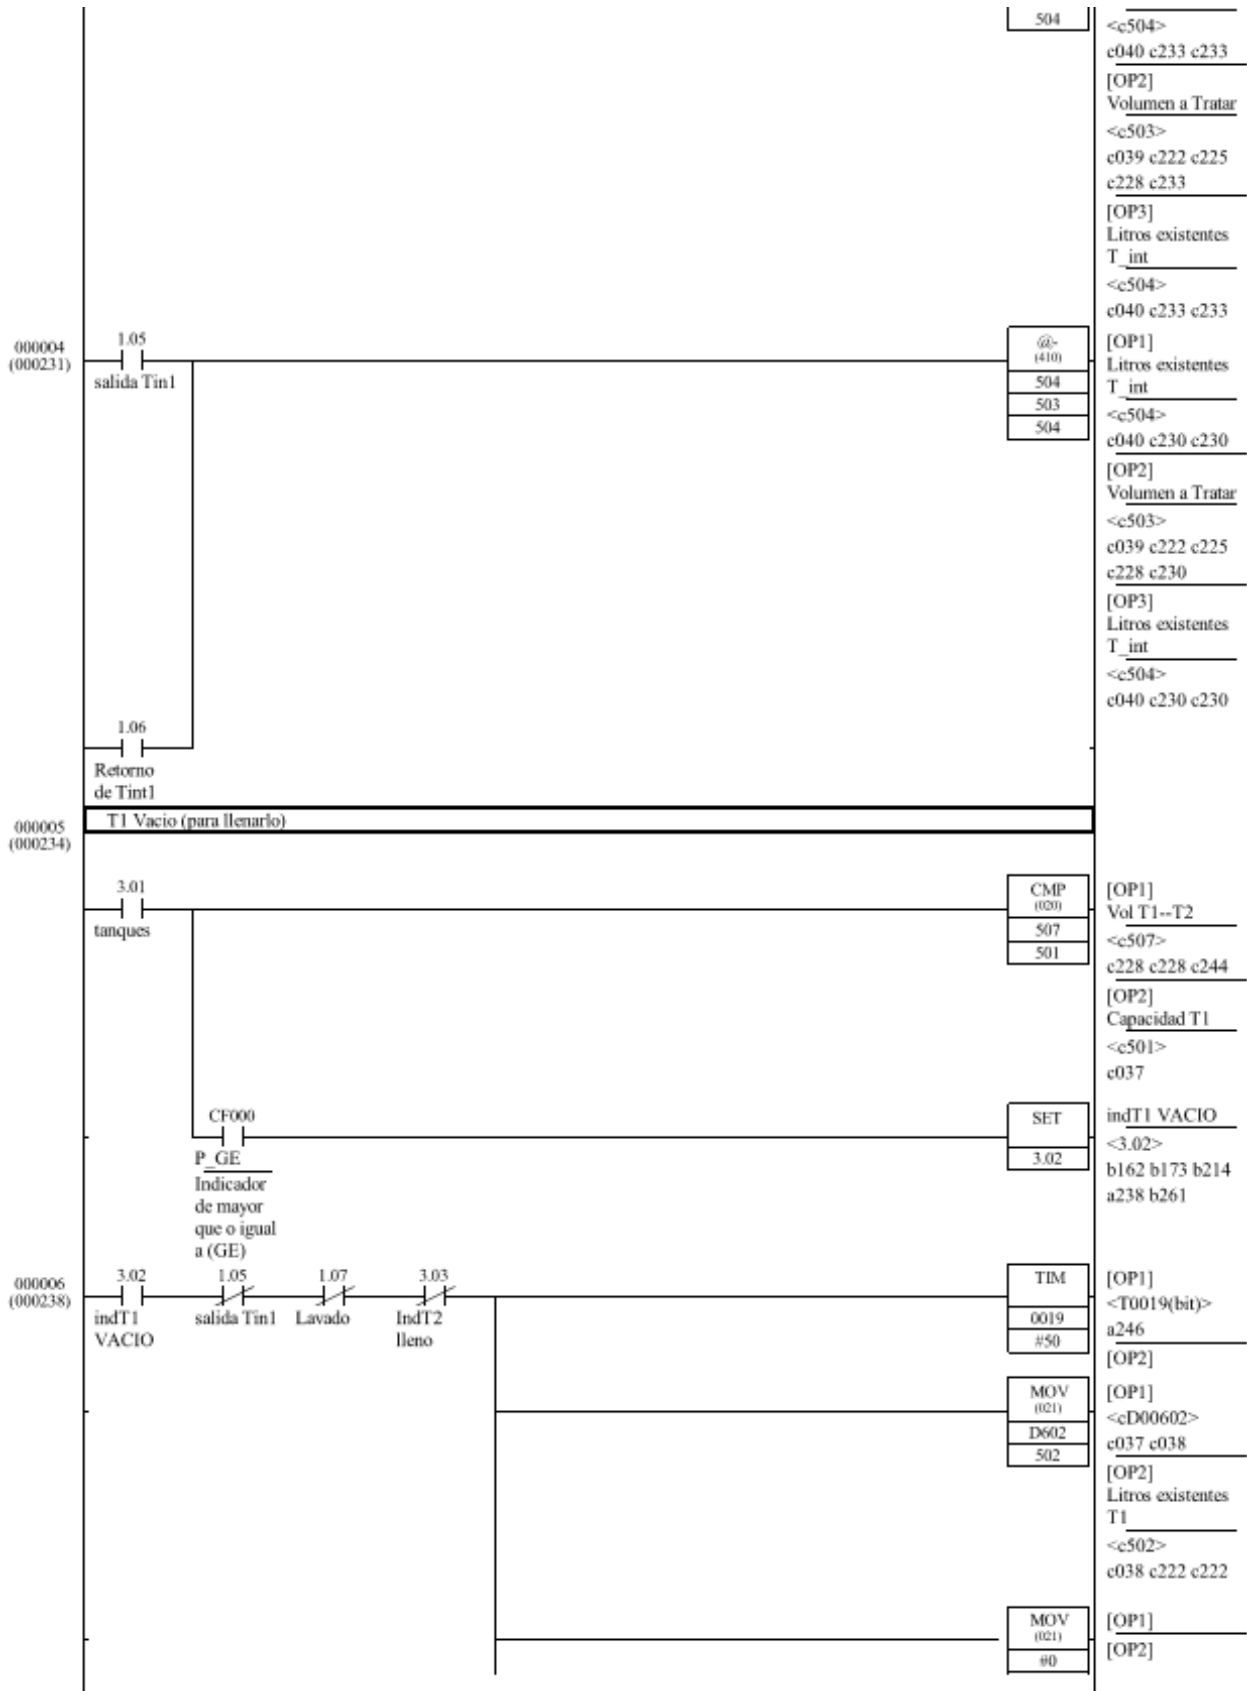 504
<c504>
c040 c233 c233
[OP2]
Volumen a Tratar
<c503>
c039 c222 c225
c228 c233
[OP3]
Litros existentes
T_int
<c504>
c040 c233 c233
000004
(000231)
1.05
salida Tin1
@-
(410)
504
503
504
[OP1]
Litros existentes
T_int
<c504>
c040 c230 c230
[OP2]
Volumen a Tratar
<c503>
c039 c222 c225
c228 c230
[OP3]
Litros existentes
T_int
<c504>
c040 c230 c230
1.06
Retorno
de Tint1
000005
(000234)
T1 Vacio (para llenarlo)
3.01
tanques
CMP
(020)
507
501
[OP1]
Vol T1--T2
<c507>
c228 c228 c244
[OP2]
Capacidad T1
<c501>
c037
CF000
P_GE
Indicador
de mayor
que o igual
a (GE)
SET
3.02
indT1 VACIO
<3.02>
b162 b173 b214
a238 b261
000006
(000238)
3.02
indT1
VACIO
1.05
salida Tin1
1.07
Lavado
3.03
IndT2
lleno
TIM
0019
#50
[OP1]
<T0019(bit)>
a246
[OP2]
MOV
(021)
D602
502
[OP1]
<cD00602>
c037 c038
[OP2]
Litros existentes
T1
<c502>
c038 c222 c222
MOV
(021)
#0
[OP1]
[OP2]